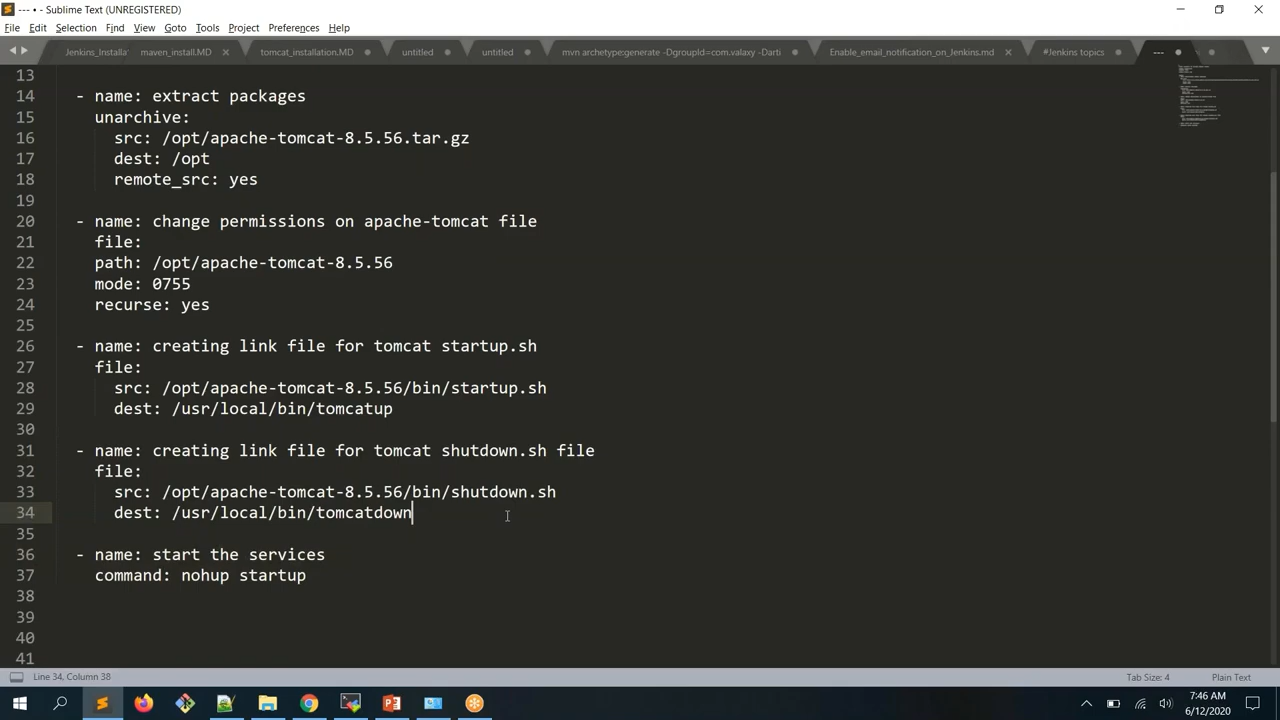 --- • - Sublime Text (UNREGISTERED)
File Edit Selection Find View Goto Tools Project Preferences Help
Jenkins_Installa maven_install.MD tomcat_installation.MD untitled untitled mvn archetype:generate -DgroupId=com.valaxy -Darti Enable_email_notification_on_Jenkins.md #Jenkins topics ---
13
14 - name: extract packages
15 unarchive:
16 src: /opt/apache-tomcat-8.5.56.tar.gz
17 dest: /opt
18 remote_src: yes
19
20 - name: change permissions on apache-tomcat file
21 file:
22 path: /opt/apache-tomcat-8.5.56
23 mode: 0755
24 recurse: yes
25
26 - name: creating link file for tomcat startup.sh
27 file:
28 src: /opt/apache-tomcat-8.5.56/bin/startup.sh
29 dest: /usr/local/bin/tomcatup
30
31 - name: creating link file for tomcat shutdown.sh file
32 file:
33 src: /opt/apache-tomcat-8.5.56/bin/shutdown.sh
34 dest: /usr/local/bin/tomcatdown
35
36 - name: start the services
37 command: nohup startup
38
39
40
41
Line 34, Column 38 Tab Size: 4 Plain Text
7:46 AM
6/12/2020